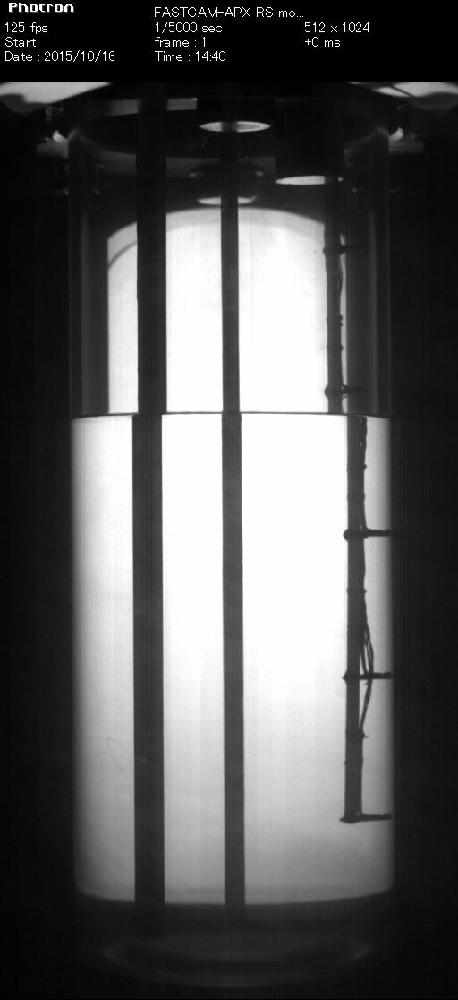 Photron
FASTCAM-APX RS mo...
125 fps
1/5000 sec
512 x 1024
Start
frame : 1
+0 ms
Date : 2015/10/16
Time : 14:40